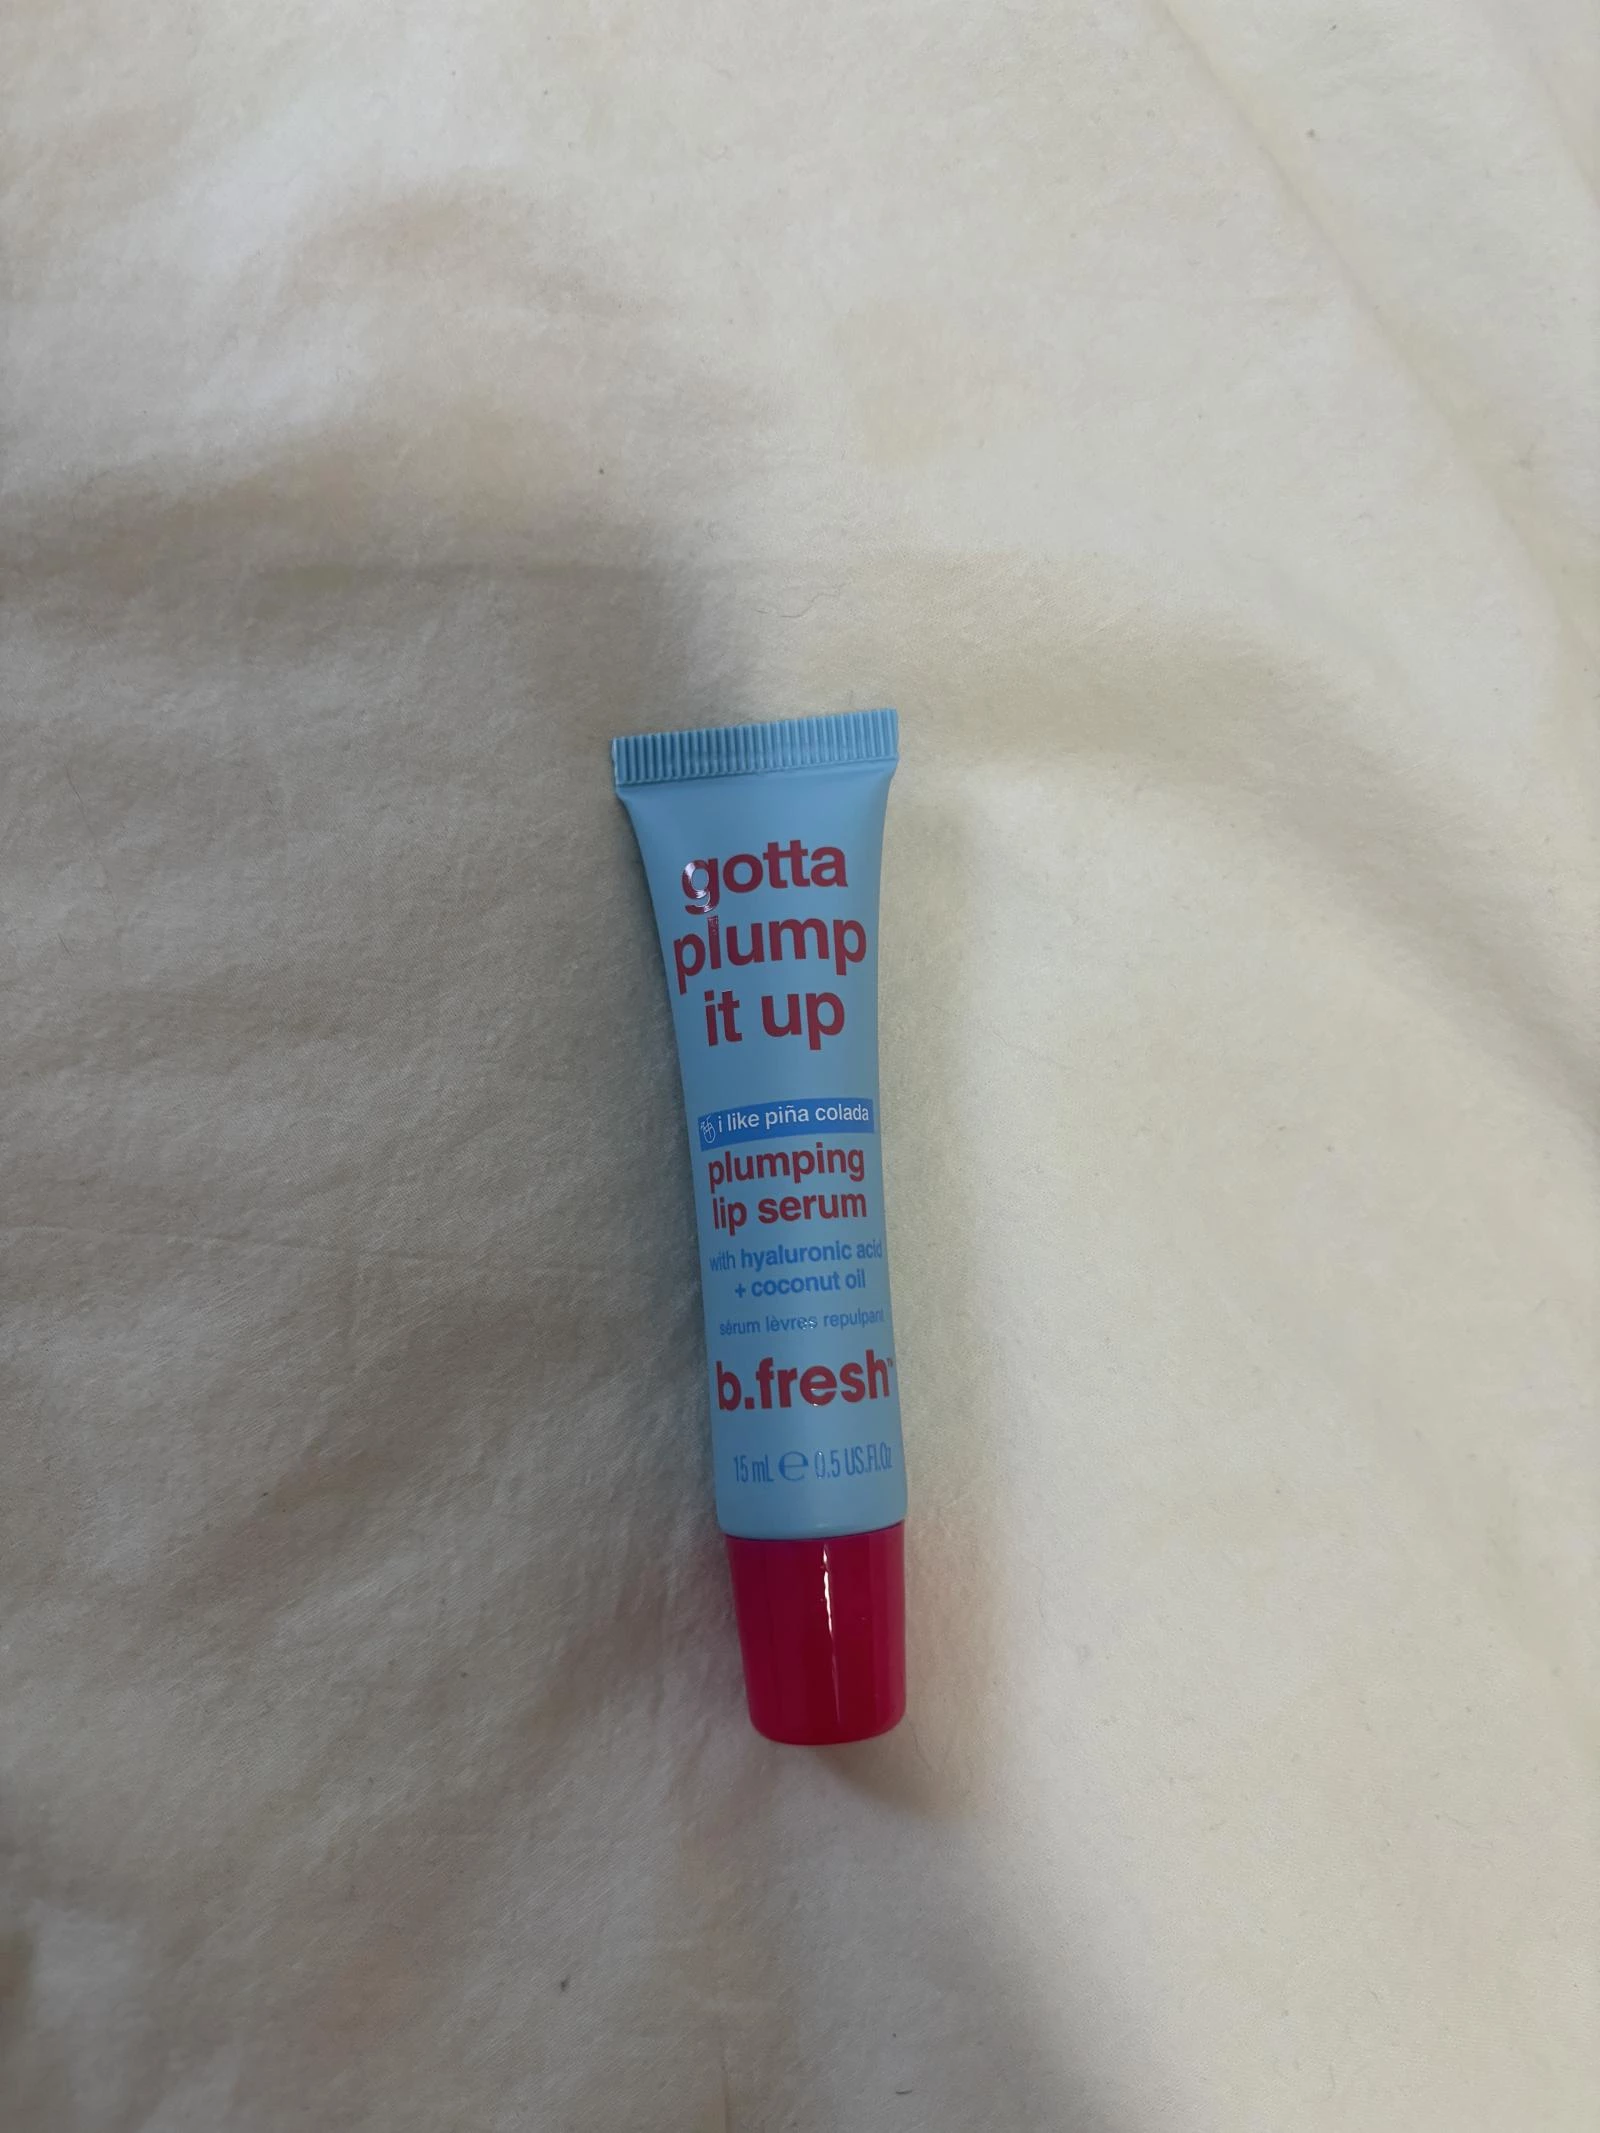 gotta
plump
it up
i like piña colada
plumping
lip serum
with hyaluronic acid
+ coconut oil
sérum lèvres repulpant
b.fresh™
15 mL ℮ 0.5 US.Fl.Oz